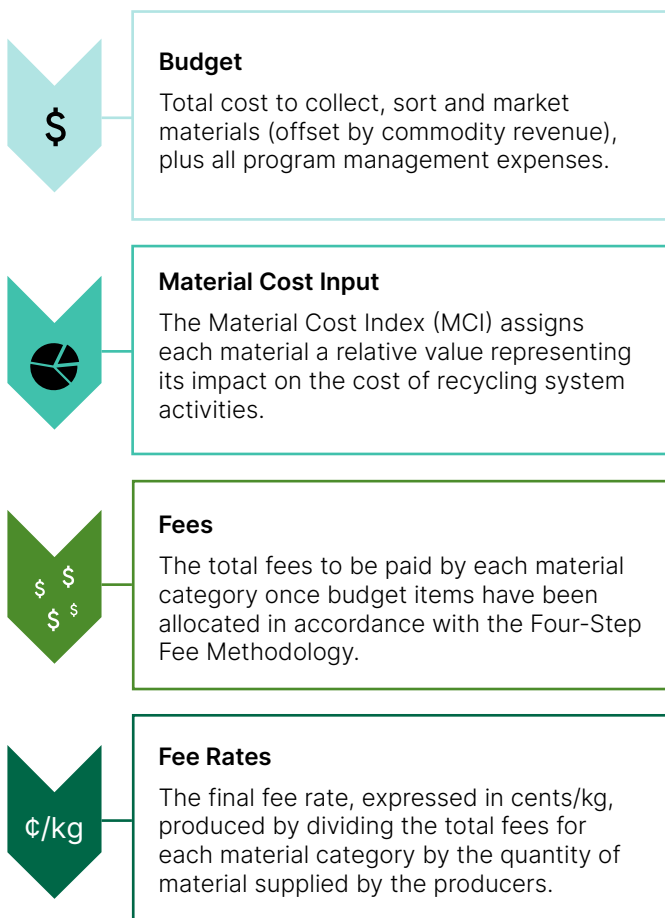 $
Budget
Total cost to collect, sort and market
materials (offset by commodity revenue),
plus all program management expenses.
Material Cost Input
The Material Cost Index (MCI) assigns
each material a relative value representing
its impact on the cost of recycling system
activities.
$ $
$ $
Fees
The total fees to be paid by each material
category once budget items have been
allocated in accordance with the Four-Step
Fee Methodology.
¢/kg
Fee Rates
The final fee rate, expressed in cents/kg,
produced by dividing the total fees for
each material category by the quantity of
material supplied by the producers.